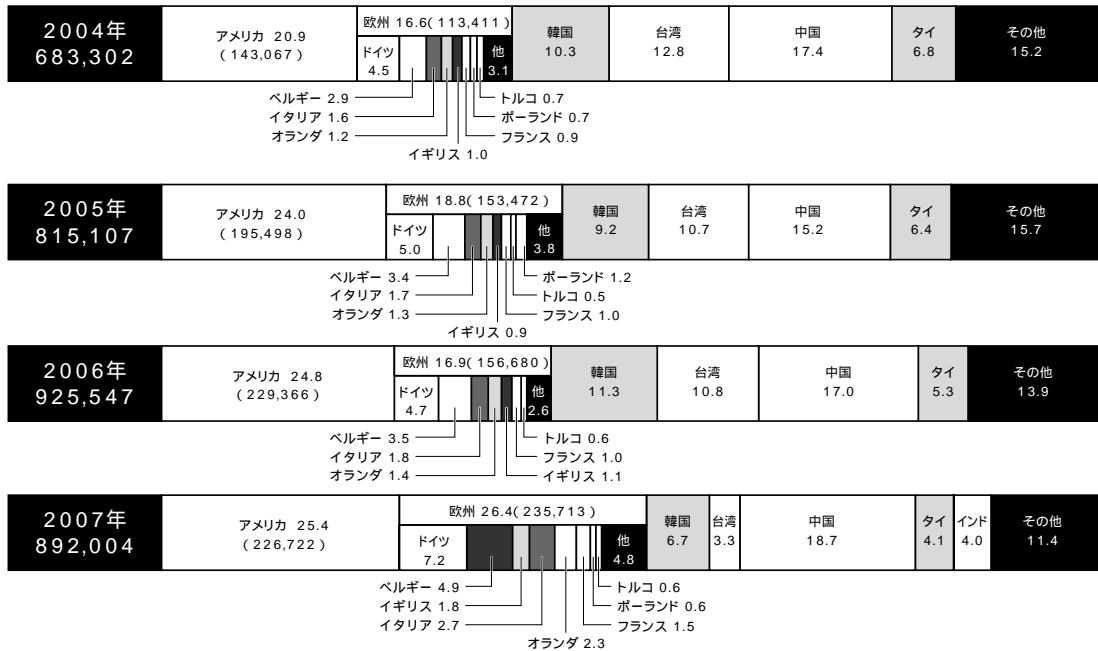 2004年
683,302
アメリカ 20.9
(143,067)
欧州 16.6(113,411)
ドイツ
4.5
他
3.1
韓国
10.3
台湾
12.8
中国
17.4
タイ
6.8
その他
15.2
ベルギー 2.9
イタリア 1.6
オランダ 1.2
イギリス 1.0
トルコ 0.7
ポーランド 0.7
フランス 0.9
2005年
815,107
アメリカ 24.0
(195,498)
欧州 18.8(153,472)
ドイツ
5.0
他
3.8
韓国
9.2
台湾
10.7
中国
15.2
タイ
6.4
その他
15.7
ベルギー 3.4
イタリア 1.7
オランダ 1.3
イギリス 0.9
ポーランド 1.2
トルコ 0.5
フランス 1.0
2006年
925,547
アメリカ 24.8
(229,366)
欧州 16.9(156,680)
ドイツ
4.7
他
2.6
韓国
11.3
台湾
10.8
中国
17.0
タイ
5.3
その他
13.9
ベルギー 3.5
イタリア 1.8
オランダ 1.4
トルコ 0.6
フランス 1.0
イギリス 1.1
2007年
892,004
アメリカ 25.4
(226,722)
欧州 26.4(235,713)
ドイツ
7.2
他
4.8
韓国
6.7
台湾
3.3
中国
18.7
タイ
4.1
インド
4.0
その他
11.4
ベルギー 4.9
イギリス 1.8
イタリア 2.7
オランダ 2.3
トルコ 0.6
ポーランド 0.6
フランス 1.5